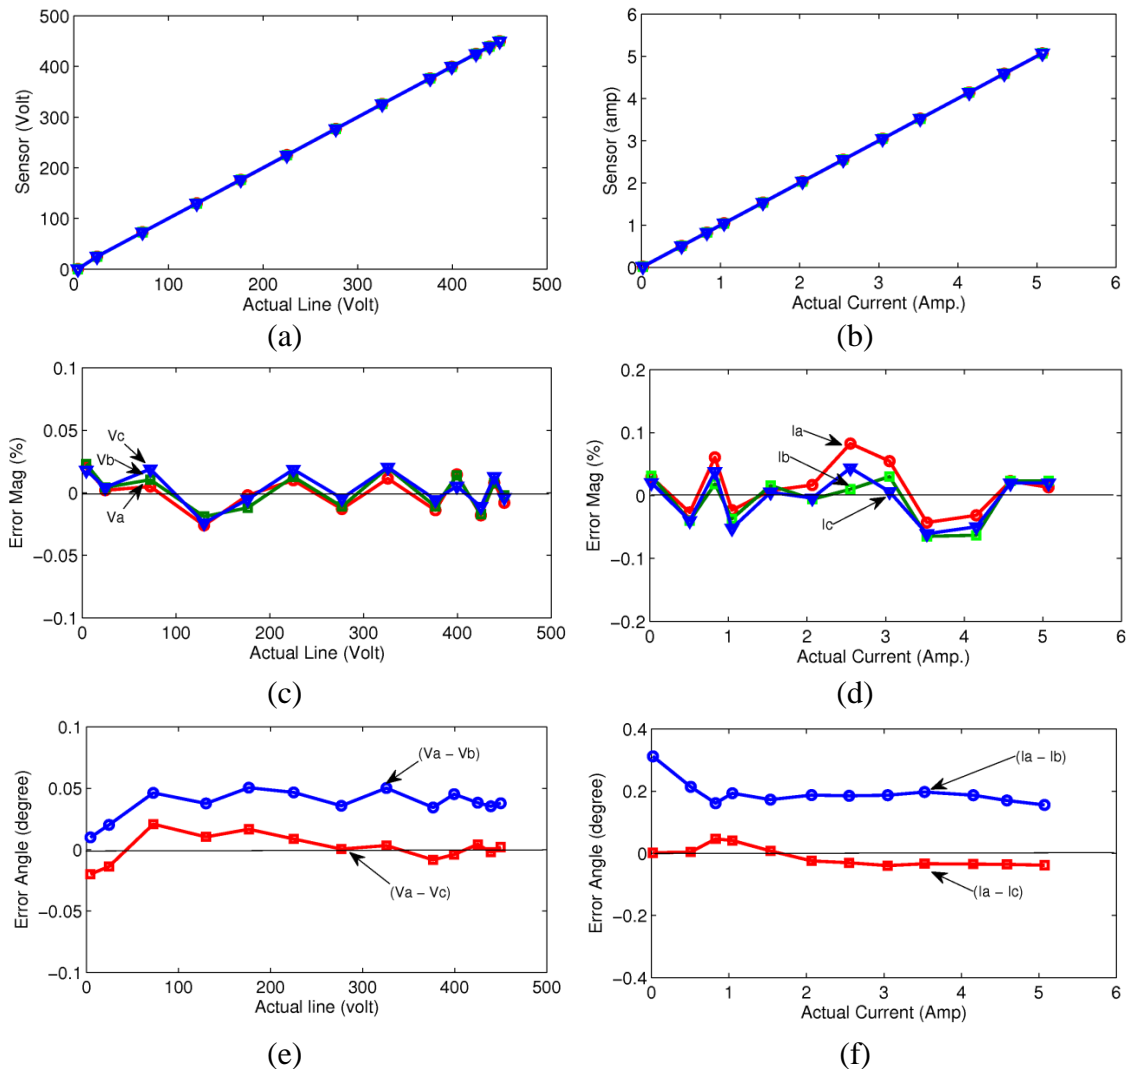 500
400
300
200
100
0
Sensor (Volt)
100
200
300
400
500
Actual Line (Volt)
(a)
6
5
4
3
2
1
0
Sensor (amp)
0
1
2
3
4
5
6
Actual Current (Amp.)
(b)
0.1
0.05
0
−0.05
−0.1
Error Mag (%)
Vc
Vb
Va
0
100
200
300
400
500
Actual Line (Volt)
(c)
0.2
0.1
0
−0.1
−0.2
Error Mag (%)
Ia
Ib
Ic
0
1
2
3
4
5
6
Actual Current (Amp.)
(d)
0.1
0.05
0
−0.05
−0.1
Error Angle (degree)
(Va − Vb)
(Va − Vc)
0
100
200
300
400
500
Actual line (volt)
(e)
0.4
0.2
0
−0.2
−0.4
Error Angle (degree)
(Ia − Ib)
(Ia − Ic)
0
1
2
3
4
5
6
Actual Current (Amp)
(f)